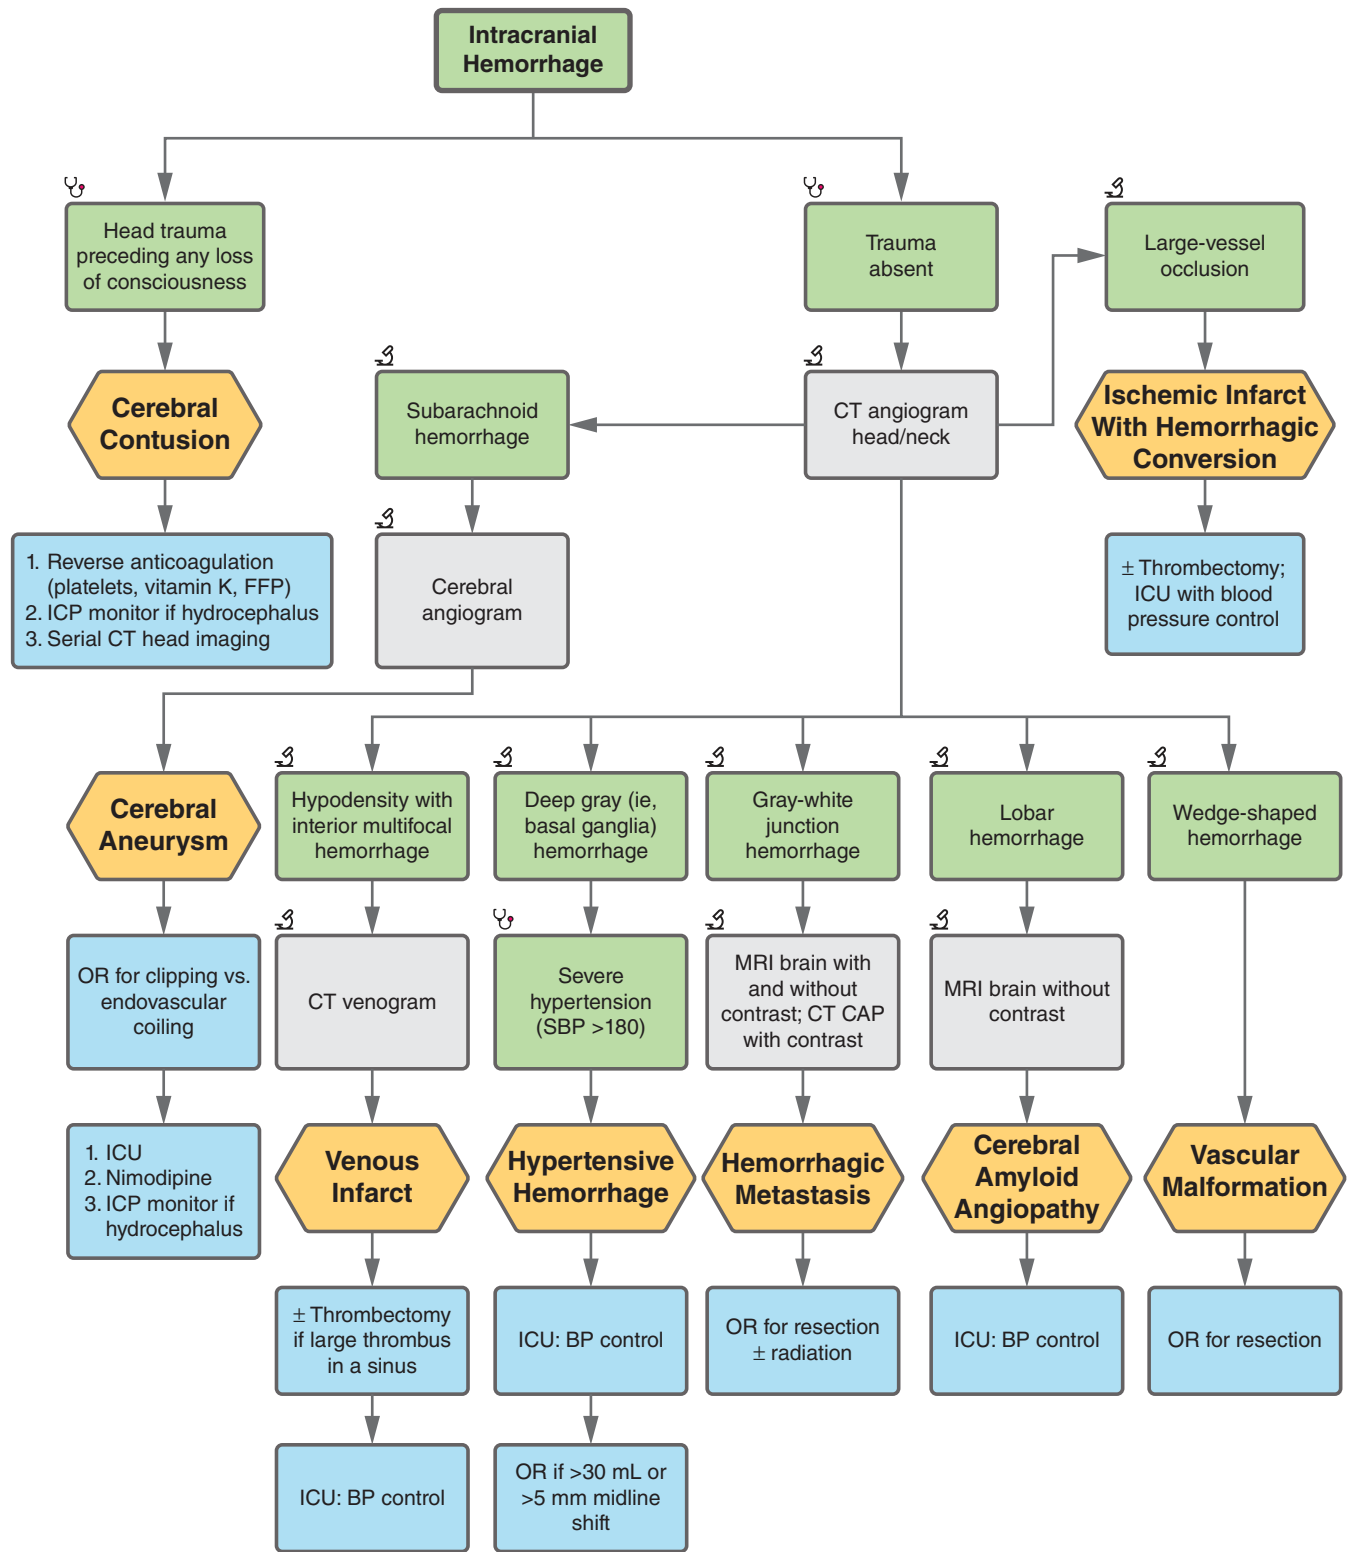 Intracranial
Hemorrhage
Head trauma
preceding any loss
of consciousness
Trauma
absent
Large-vessel
occlusion
Cerebral
Contusion
Subarachnoid
hemorrhage
CT angiogram
head/neck
Ischemic Infarct
With Hemorrhagic
Conversion
1. Reverse anticoagulation
(platelets, vitamin K, FFP)
2. ICP monitor if hydrocephalus
3. Serial CT head imaging
Cerebral
angiogram
± Thrombectomy;
ICU with blood
pressure control
Cerebral
Aneurysm
Hypodensity with
interior multifocal
hemorrhage
Deep gray (ie,
basal ganglia)
hemorrhage
Gray-white
junction
hemorrhage
Lobar
hemorrhage
Wedge-shaped
hemorrhage
OR for clipping vs.
endovascular
coiling
CT venogram
Severe
hypertension
(SBP >180)
MRI brain with
and without
contrast; CT CAP
with contrast
MRI brain without
contrast
1. ICU
2. Nimodipine
3. ICP monitor if
hydrocephalus
Venous
Infarct
Hypertensive
Hemorrhage
Hemorrhagic
Metastasis
Cerebral
Amyloid
Angiopathy
Vascular
Malformation
± Thrombectomy
if large thrombus
in a sinus
ICU: BP control
OR for resection
± radiation
ICU: BP control
OR for resection
ICU: BP control
OR if >30 mL or
>5 mm midline
shift